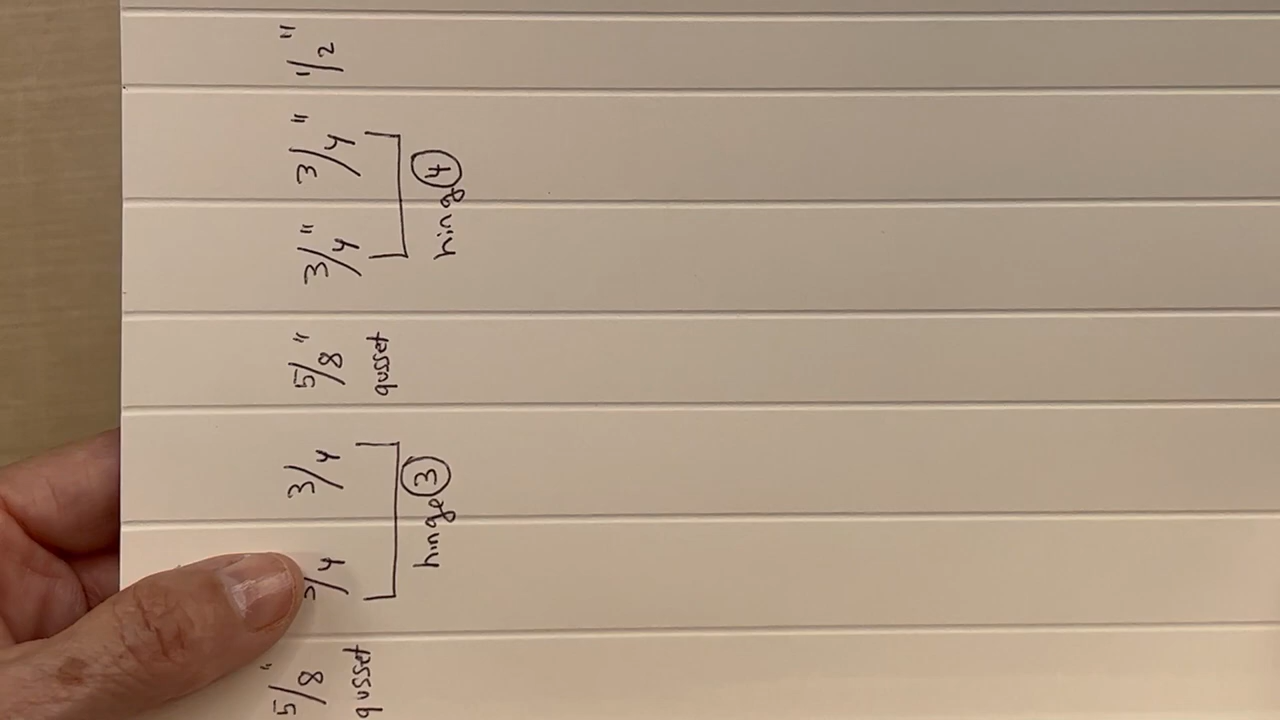 5/8" 3/4 3/4 5/8" 3/4" 3/4" 1/2"
gusset gusset
hinge ③ hing ④